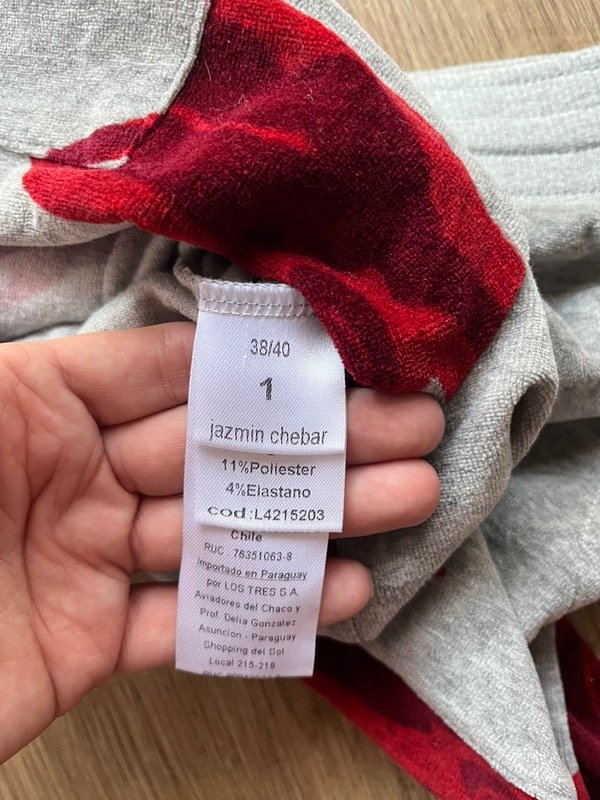 38/40
1
jazmin chebar
11%Poliester
4%Elastano
cod:L4215203
Chile
RUC. 76351063-8
Importado en Paraguay
por LOS TRES S.A.
Aviadores del Chaco y
Prof. Delia Gonzalez
Asuncion - Paraguay
Shopping del Sol
Local 215-218